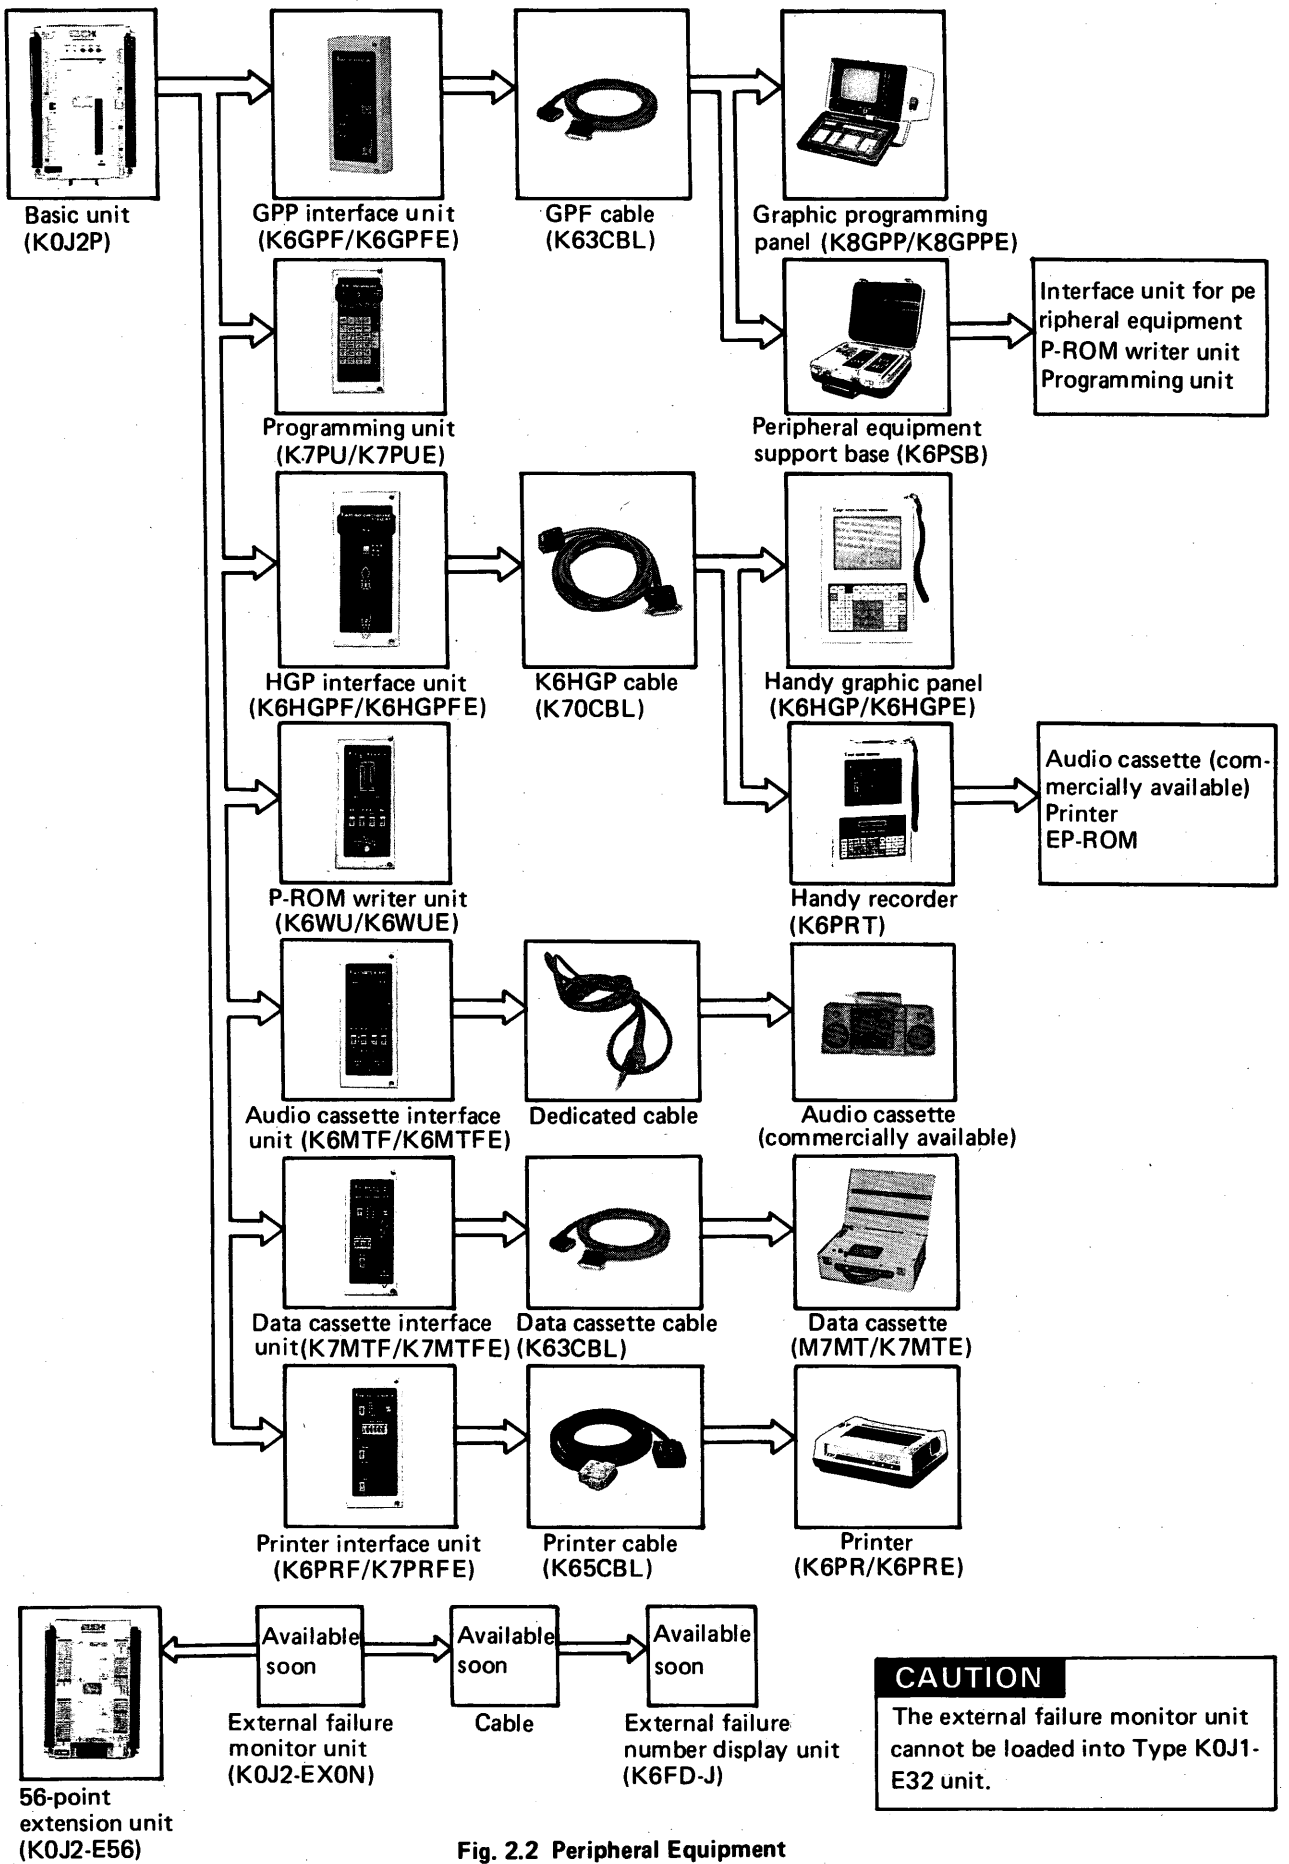 Basic unit
(K0J2P)
GPP interface unit
(K6GPF/K6GPFE)
GPF cable
(K63CBL)
Graphic programming
panel (K8GPP/K8GPPE)
Programming unit
(K7PU/K7PUE)
Peripheral equipment
support base (K6PSB)
Interface unit for pe
ripheral equipment
P-ROM writer unit
Programming unit
HGP interface unit
(K6HGPF/K6HGPFE)
K6HGP cable
(K70CBL)
Handy graphic panel
(K6HGP/K6HGPE)
P-ROM writer unit
(K6WU/K6WUE)
Handy recorder
(K6PRT)
Audio cassette (com-
mercially available)
Printer
EP-ROM
Audio cassette interface
unit (K6MTF/K6MTFE)
Dedicated cable
Audio cassette
(commercially available)
Data cassette interface
unit(K7MTF/K7MTFE)
Data cassette cable
(K63CBL)
Data cassette
(M7MT/K7MTE)
Printer interface unit
(K6PRF/K7PRFE)
Printer cable
(K65CBL)
Printer
(K6PR/K6PRE)
56-point
extension unit
(K0J2-E56)
Available
soon
External failure
monitor unit
(K0J2-EX0N)
Available
soon
Cable
Available
soon
External failure
number display unit
(K6FD-J)
CAUTION
The external failure monitor unit
cannot be loaded into Type K0J1-
E32 unit.
Fig. 2.2 Peripheral Equipment